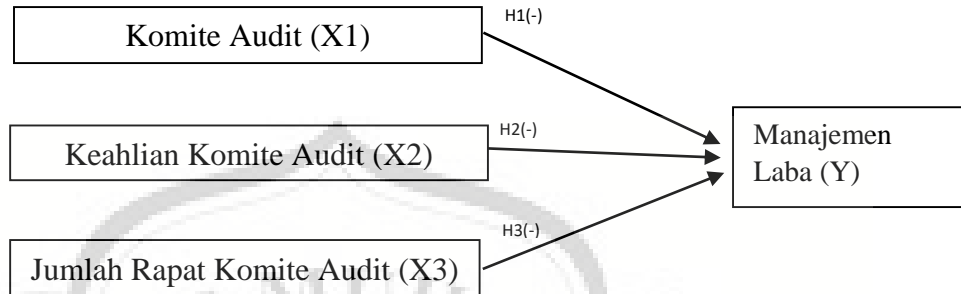 H1(-)
Komite Audit (X1)
H2(-)
Keahlian Komite Audit (X2)
Manajemen
Laba (Y)
H3(-)
Jumlah Rapat Komite Audit (X3)